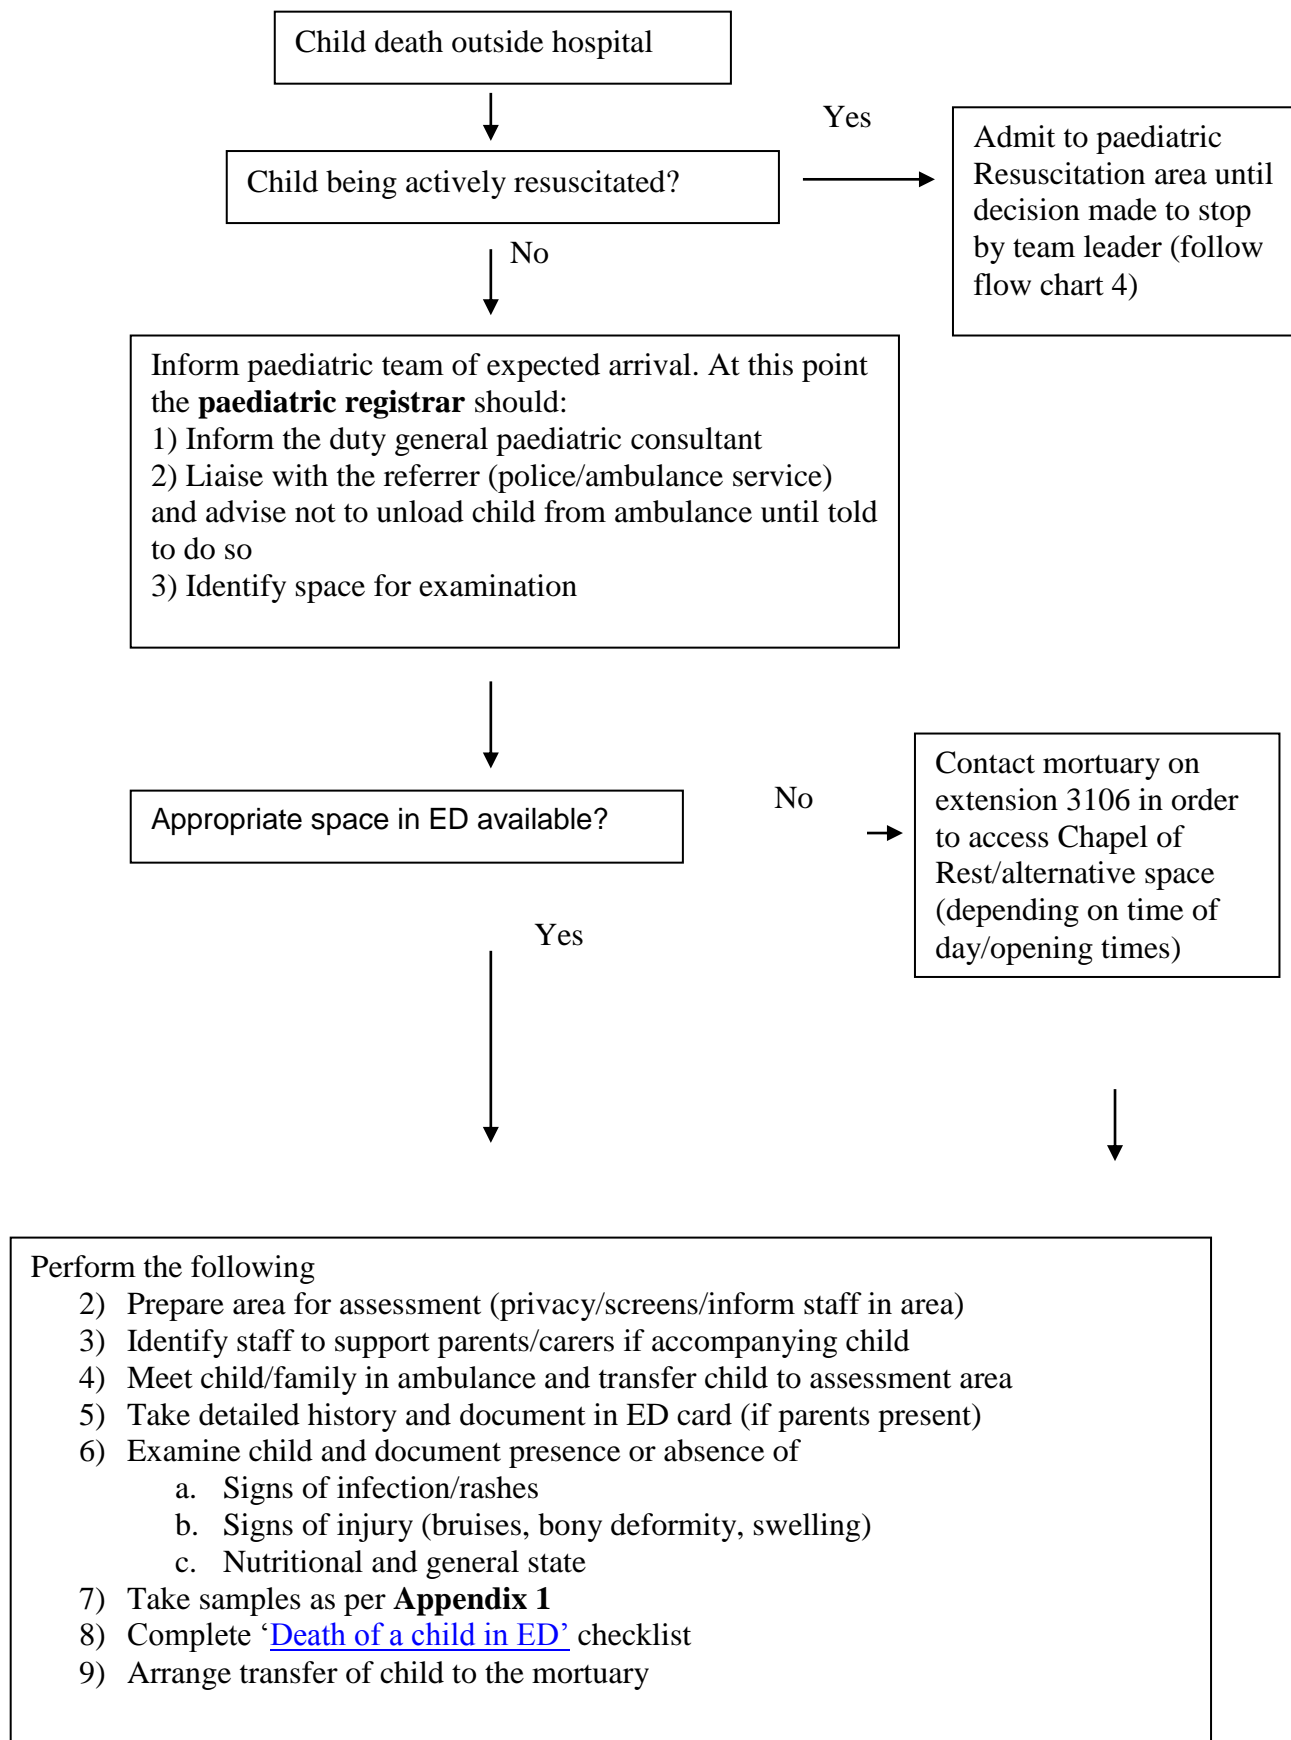 Child death outside hospital
Yes
Child being actively resuscitated?
Admit to paediatric
Resuscitation area until
decision made to stop
by team leader (follow
flow chart 4)
No
Inform paediatric team of expected arrival. At this point
the paediatric registrar should:
1) Inform the duty general paediatric consultant
2) Liaise with the referrer (police/ambulance service)
and advise not to unload child from ambulance until told
to do so
3) Identify space for examination
Appropriate space in ED available?
No
Contact mortuary on
extension 3106 in order
to access Chapel of
Rest/alternative space
(depending on time of
day/opening times)
Yes
Perform the following
2) Prepare area for assessment (privacy/screens/inform staff in area)
3) Identify staff to support parents/carers if accompanying child
4) Meet child/family in ambulance and transfer child to assessment area
5) Take detailed history and document in ED card (if parents present)
6) Examine child and document presence or absence of
a. Signs of infection/rashes
b. Signs of injury (bruises, bony deformity, swelling)
c. Nutritional and general state
7) Take samples as per Appendix 1
8) Complete ‘Death of a child in ED’ checklist
9) Arrange transfer of child to the mortuary